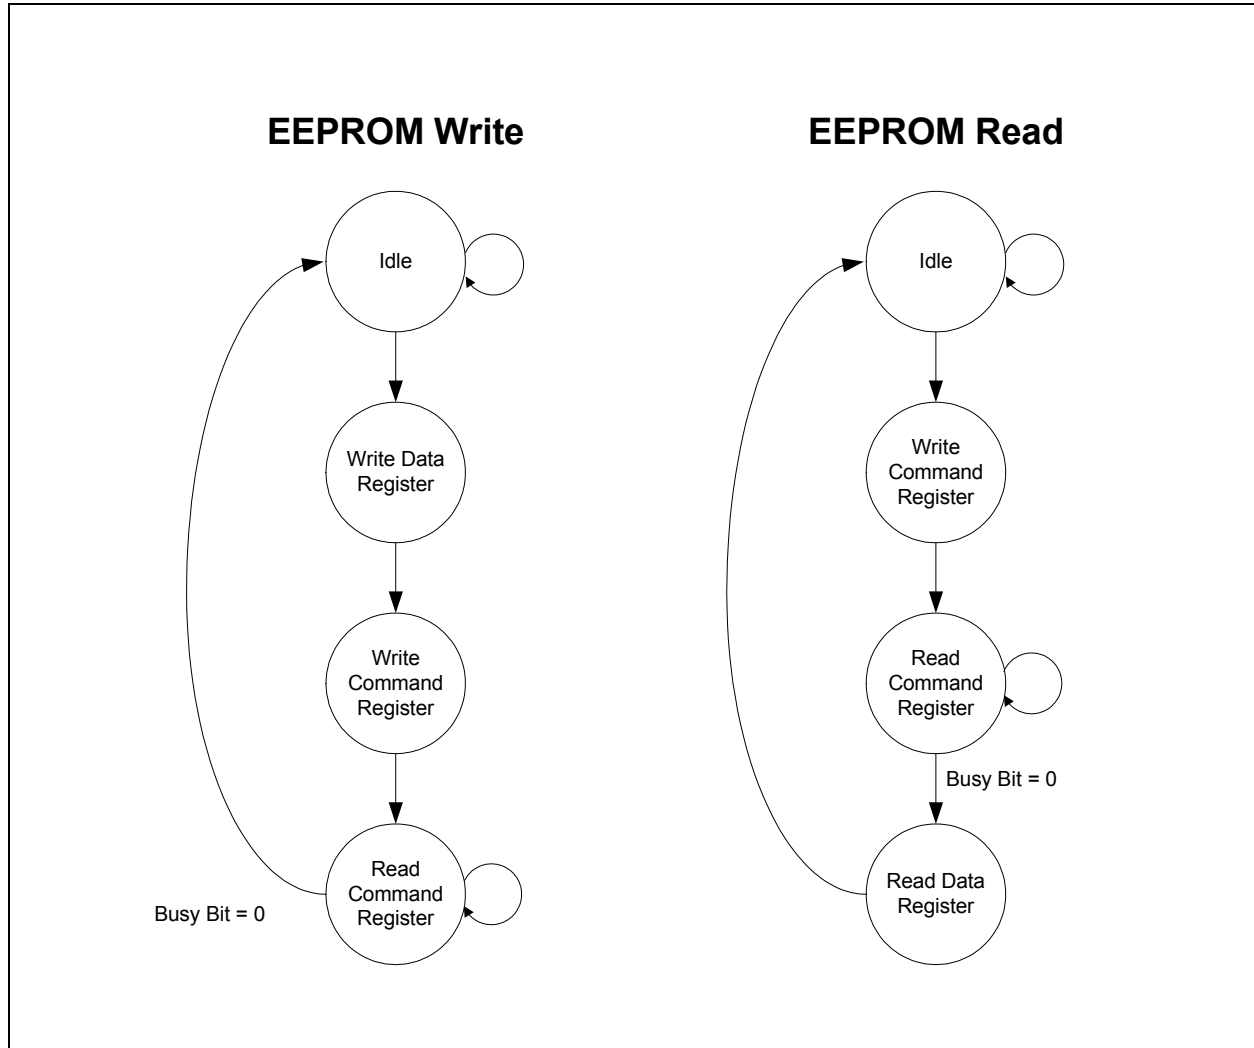 EEPROM Write
Idle
Write Data
Register
Write
Command
Register
Read
Command
Register
Busy Bit = 0
EEPROM Read
Idle
Write
Command
Register
Read
Command
Register
Busy Bit = 0
Read Data
Register